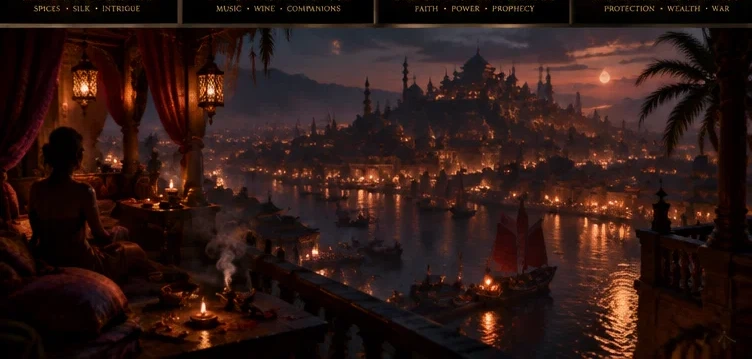 SPICES • SILK • INTRIGUE
MUSIC • WINE • COMPANIONS
FAITH • POWER • PROPHECY
PROTECTION • WEALTH • WAR